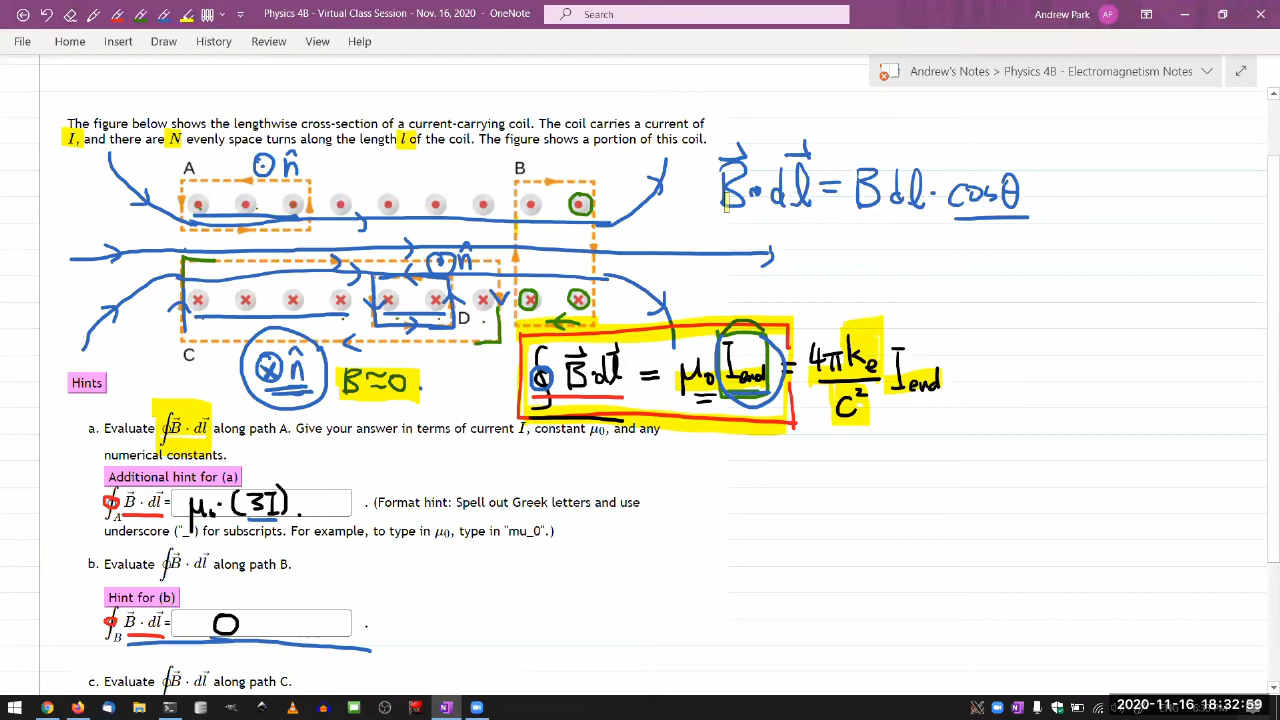 Physics 4B - Virtual Class Session - Nov. 16, 2020 - OneNote
Search
Andrew Park
AP
File Home Insert Draw History Review View Help
Andrew's Notes > Physics 4B - Electromagnetism Notes
The figure below shows the lengthwise cross-section of a current-carrying coil. The coil carries a current of
I, and there are N evenly space turns along the length l of the coil. The figure shows a portion of this coil.
A
n̂
B
B⃗ • dl⃗ = B dl · cosθ
n̂
D
C
n̂
B ≈ 0 .
∮ B⃗ · dl⃗ = μ₀ I_encl = 4πk_e / c² I_encl
Hints
a. Evaluate ∮B⃗ · dl⃗ along path A. Give your answer in terms of current I, constant μ₀, and any
numerical constants.
Additional hint for (a)
∮_A B⃗ · dl⃗ = μ₀ · (3I) . . (Format hint: Spell out Greek letters and use
underscore ("_") for subscripts. For example, to type in μ₀, type in "mu_0".)
b. Evaluate ∮B⃗ · dl⃗ along path B.
Hint for (b)
∮_B B⃗ · dl⃗ = 0 .
c. Evaluate ∮B⃗ · dl⃗ along path C.
2020-11-16 18:32:59